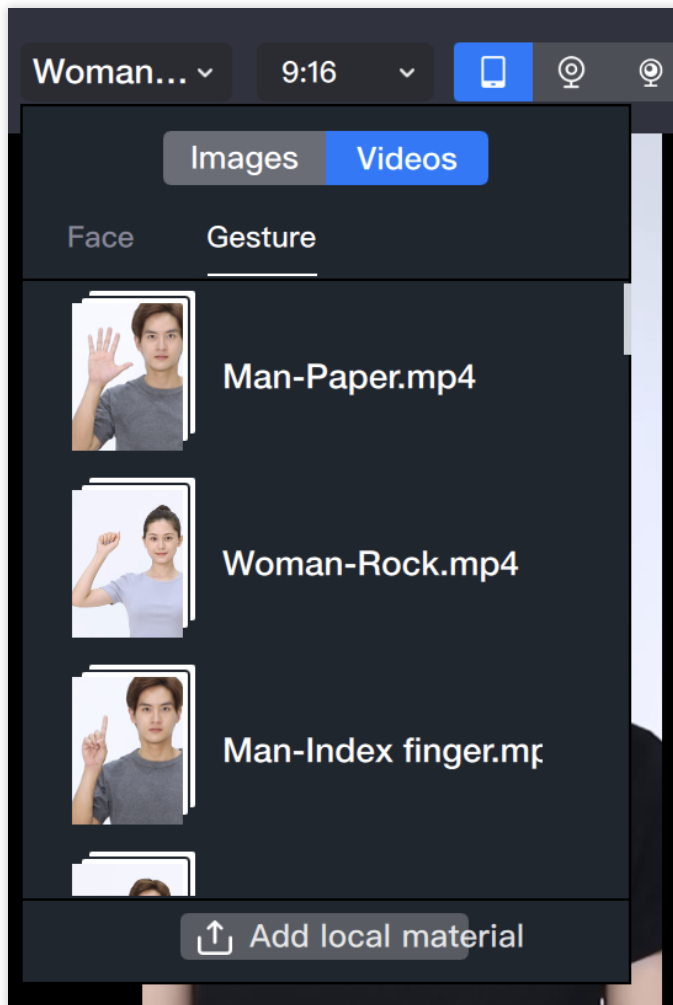 Woman... 9:16
Images Videos
Face Gesture
Man-Paper.mp4
Woman-Rock.mp4
Man-Index finger.mp
Add local material